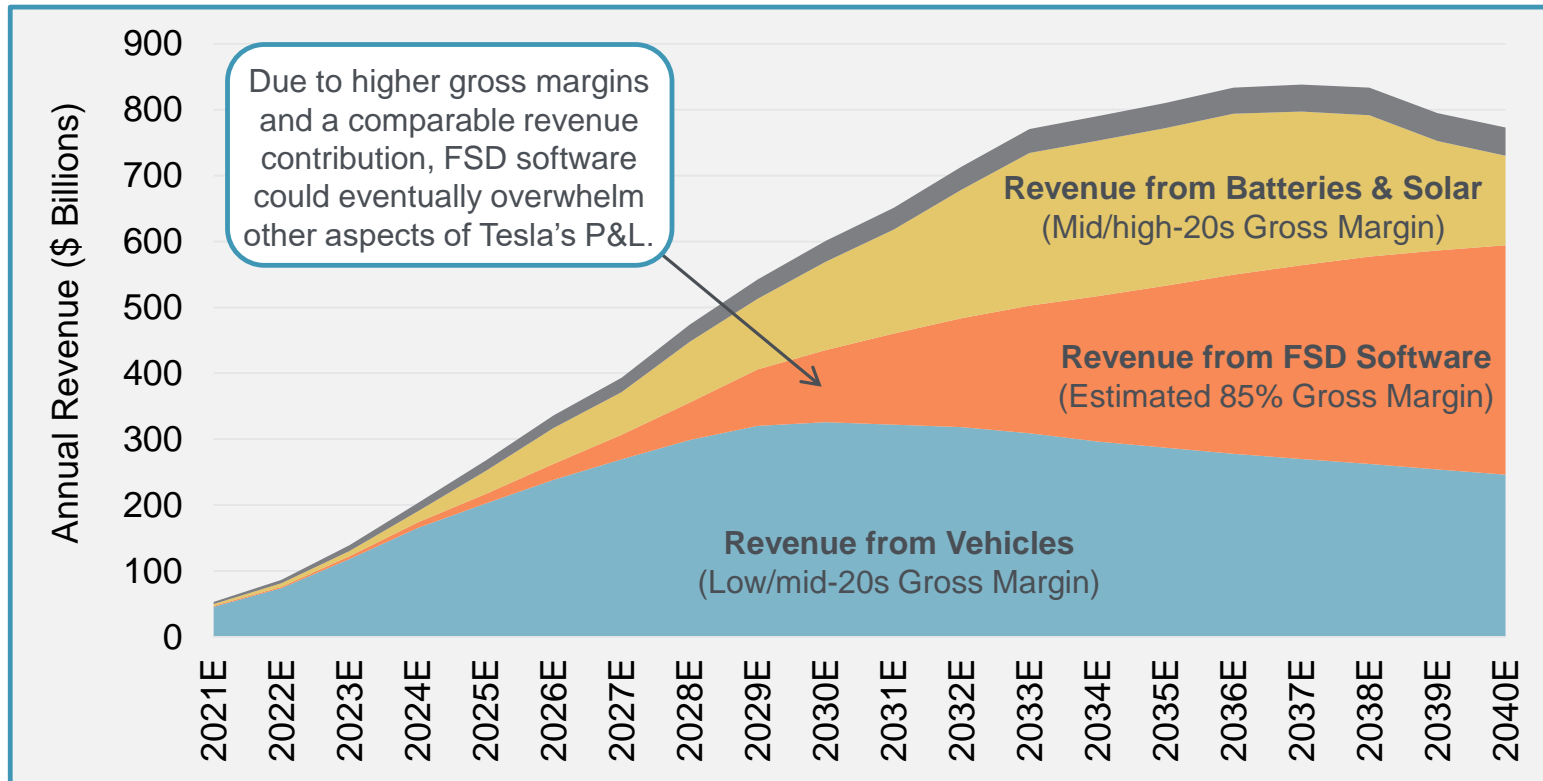 Annual Revenue ($ Billions)
900
800
700
600
500
400
300
200
100
0
Due to higher gross margins
and a comparable revenue
contribution, FSD software
could eventually overwhelm
other aspects of Tesla’s P&L.
Revenue from Batteries & Solar
(Mid/high-20s Gross Margin)
Revenue from FSD Software
(Estimated 85% Gross Margin)
Revenue from Vehicles
(Low/mid-20s Gross Margin)
2021E
2022E
2023E
2024E
2025E
2026E
2027E
2028E
2029E
2030E
2031E
2032E
2033E
2034E
2035E
2036E
2037E
2038E
2039E
2040E